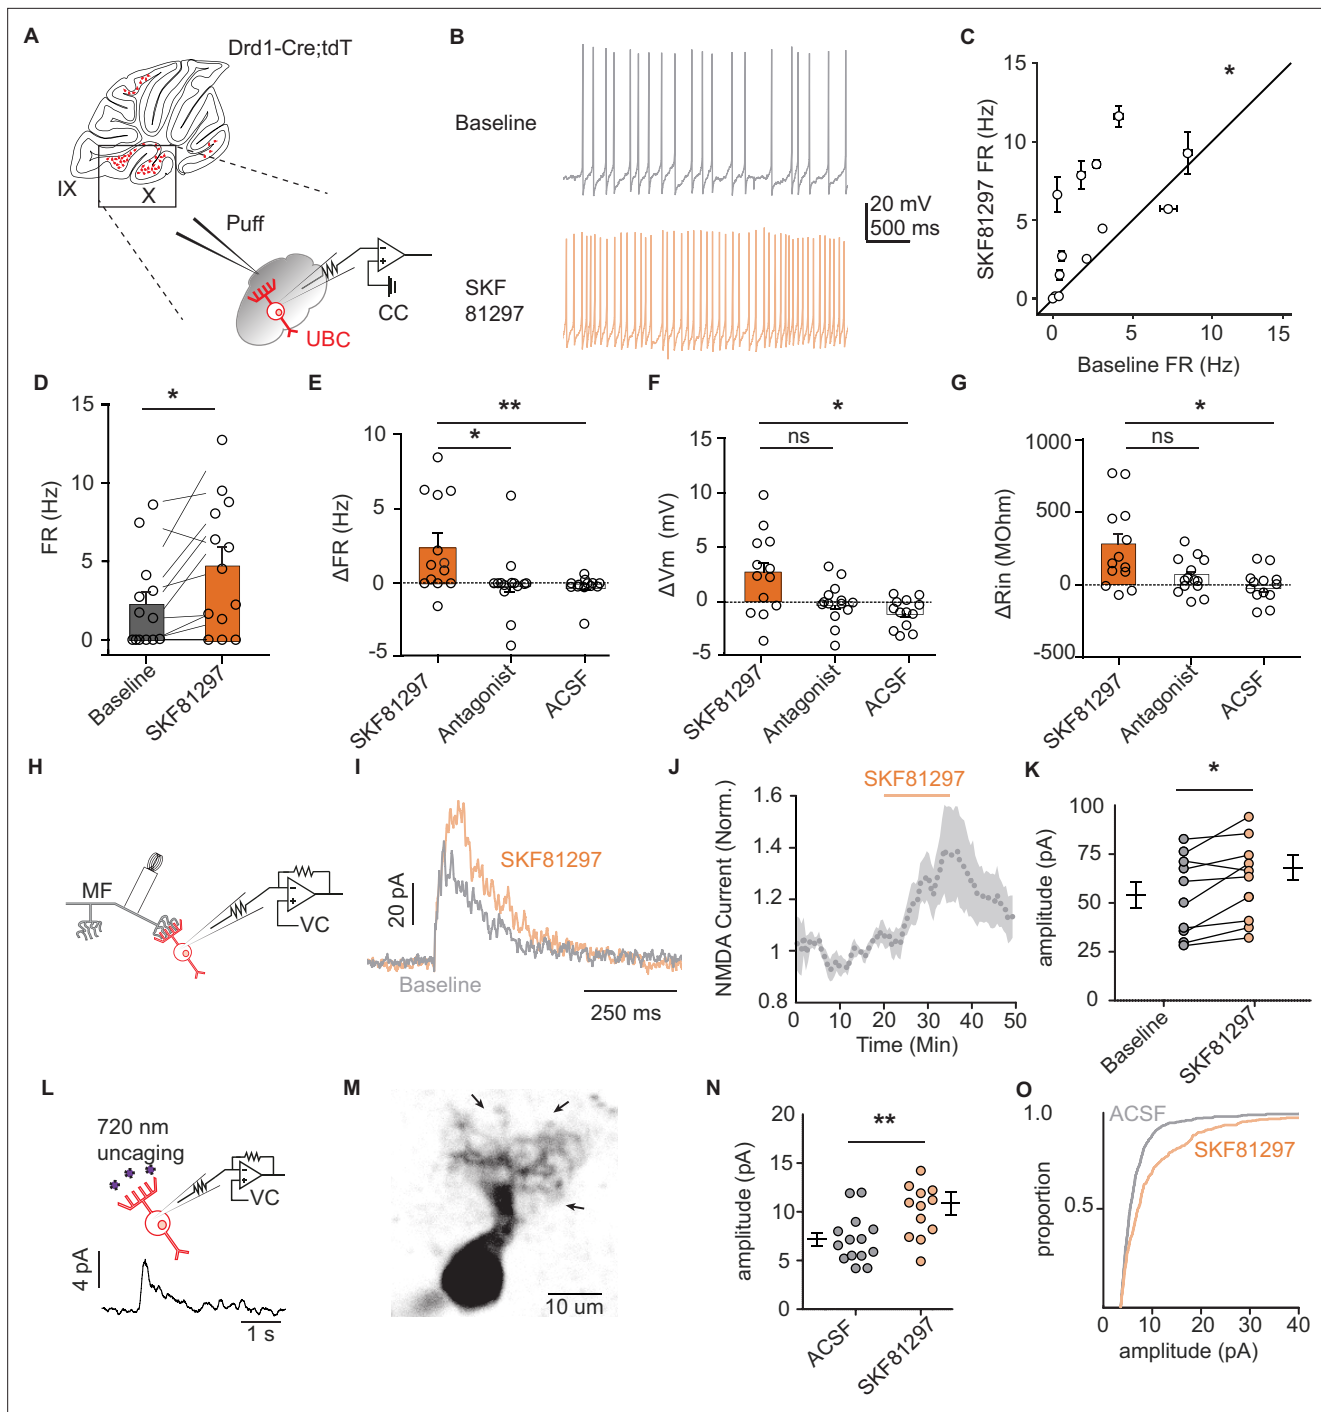 A
Drd1-Cre;tdT
IX
X
Puff
CC
UBC
B
Baseline
SKF
81297
20 mV
500 ms
C
SKF81297 FR (Hz)
15
10
5
0
*
0
5
10
15
Baseline FR (Hz)
D
FR (Hz)
15
10
5
0
*
Baseline
SKF81297
E
ΔFR (Hz)
10
5
0
-5
**
*
SKF81297
Antagonist
ACSF
F
ΔVm (mV)
15
10
5
0
-5
*
ns
SKF81297
Antagonist
ACSF
G
ΔRin (MOhm)
1000
500
0
-500
*
ns
SKF81297
Antagonist
ACSF
H
MF
VC
I
20 pA
SKF81297
Baseline
250 ms
J
SKF81297
NMDA Current (Norm.)
1.6
1.4
1.2
1
0.8
0
10
20
30
40
50
Time (Min)
K
amplitude (pA)
100
75
50
25
0
*
Baseline
SKF81297
L
720 nm
uncaging
VC
4 pA
1 s
M
10 um
N
amplitude (pA)
20
15
10
5
0
**
ACSF
SKF81297
O
proportion
1.0
0.5
ACSF
SKF81297
0
10
20
30
40
amplitude (pA)